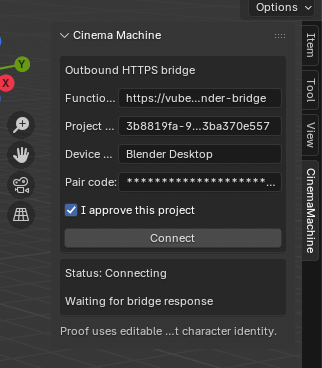 Options
Cinema Machine
Outbound HTTPS bridge
Functio... https://vube...nder-bridge
Project ... 3b8819fa-9...3ba370e557
Device ... Blender Desktop
Pair code: *********************...
I approve this project
Connect
Status: Connecting
Waiting for bridge response
Proof uses editable ...t character identity.
Item
Tool
View
CinemaMachine
Y
X